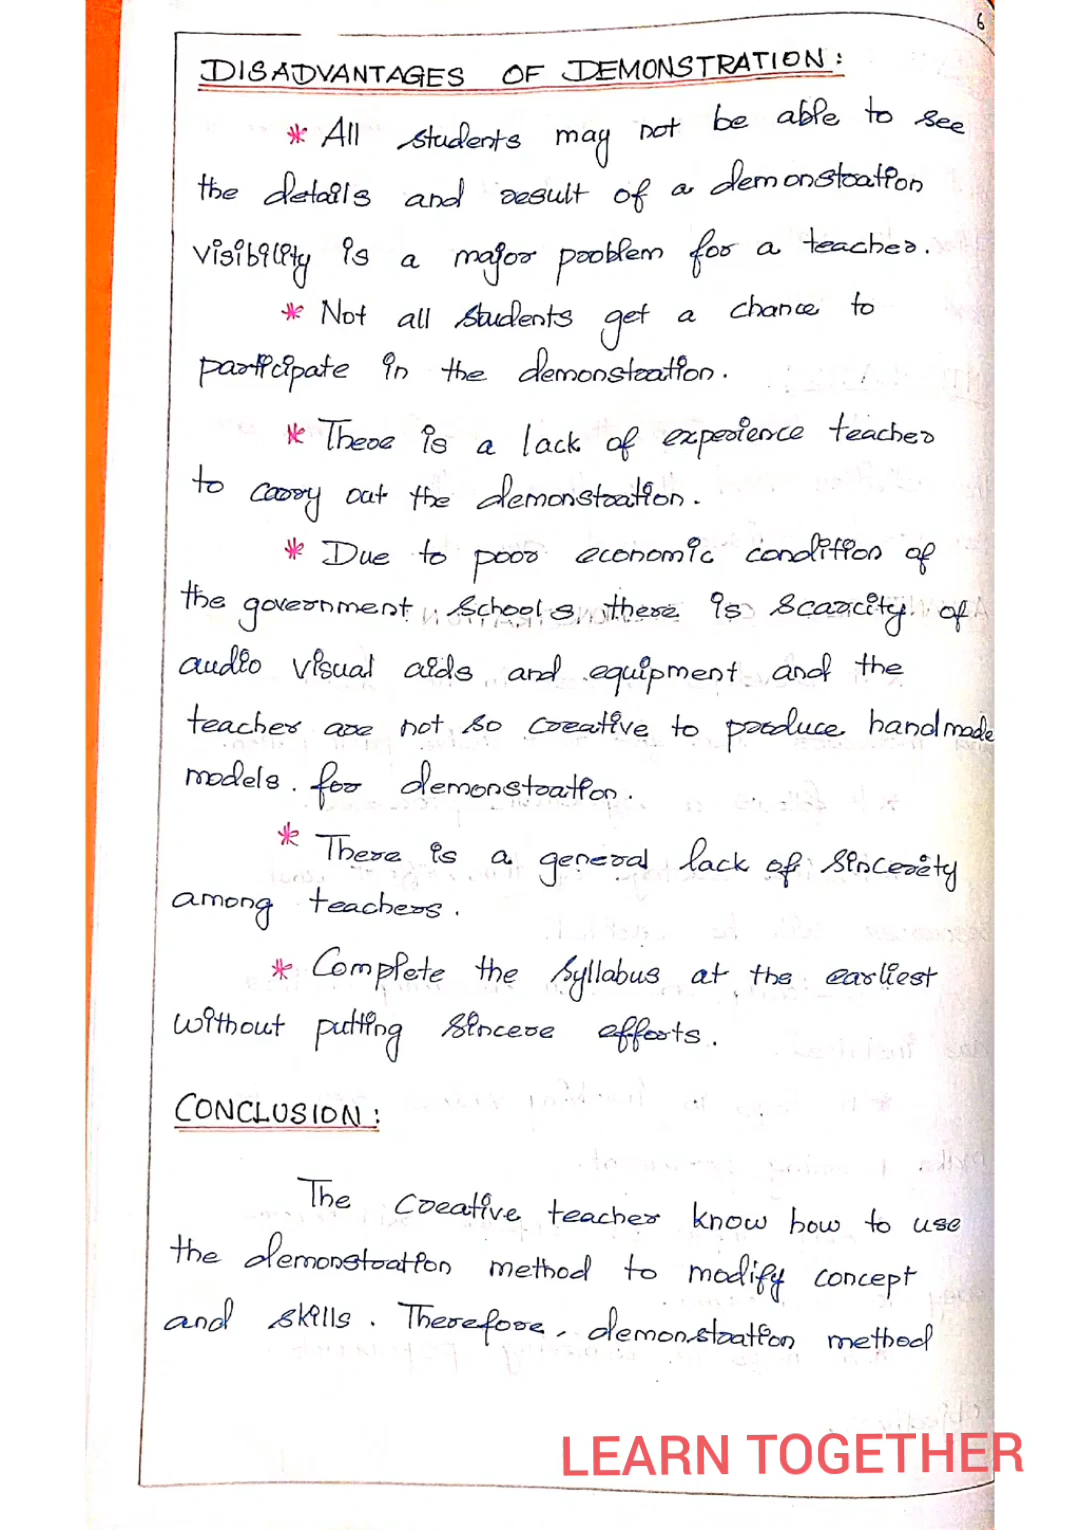 6
DISADVANTAGES OF DEMONSTRATION:
* All students may not be able to see
the details and result of a demonstration
visibility is a major problem for a teacher.
* Not all students get a chance to
participate in the demonstration.
* There is a lack of experience teacher
to carry out the demonstration.
* Due to poor economic condition of
the government schools, there is scarcity of
audio visual aids and equipment and the
teacher are not so creative to produce handmade
models. for demonstration.
* There is a general lack of sincerity
among teachers.
* Complete the syllabus at the earliest
without putting sincere efforts.
CONCLUSION:
The Creative teacher know how to use
the demonstration method to modify concept
and skills. Therefore, demonstration method
LEARN TOGETHER